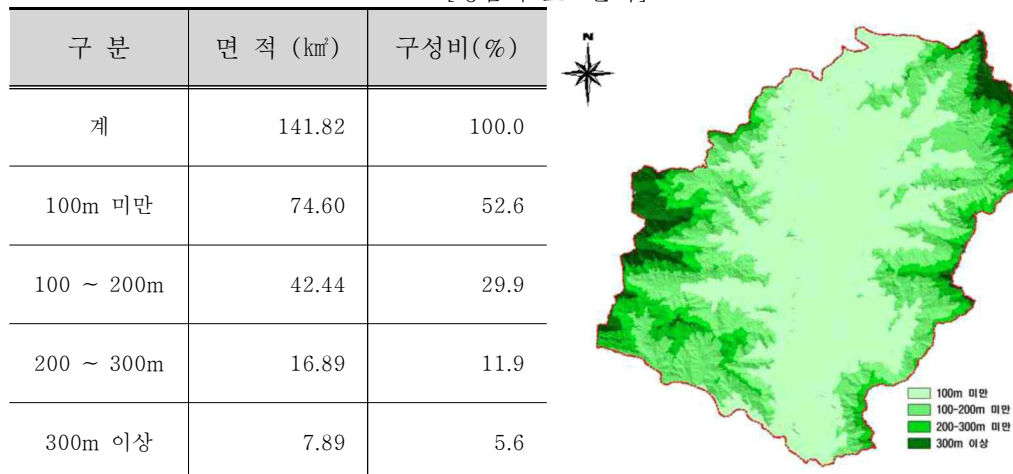 구 분 면 적 (㎢) 구성비(%)
계 141.82 100.0
100m 미만 74.60 52.6
100 ~ 200m 42.44 29.9
200 ~ 300m 16.89 11.9
300m 이상 7.89 5.6
N
100m 미만
100-200m 미만
200-300m 미만
300m 이상